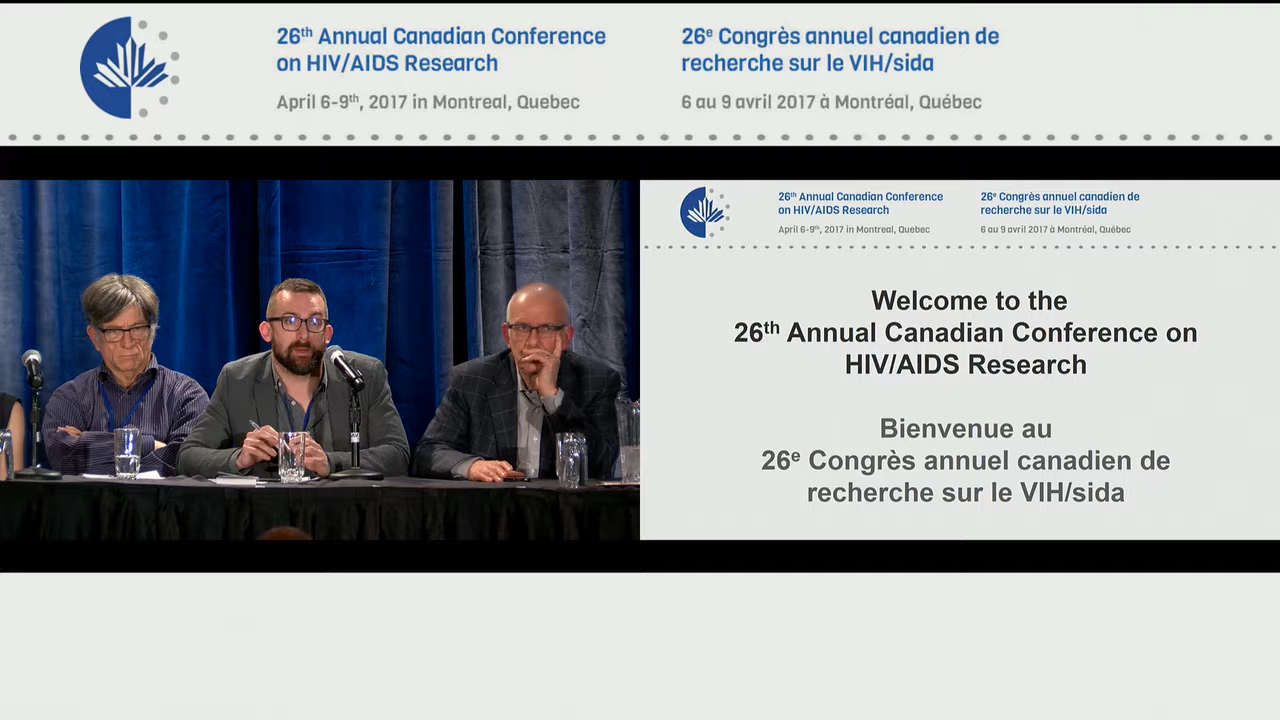 26th Annual Canadian Conference
on HIV/AIDS Research
April 6-9th, 2017 in Montreal, Quebec
26e Congrès annuel canadien de
recherche sur le VIH/sida
6 au 9 avril 2017 à Montréal, Québec
26th Annual Canadian Conference
on HIV/AIDS Research
April 6-9th, 2017 in Montreal, Quebec
26e Congrès annuel canadien de
recherche sur le VIH/sida
6 au 9 avril 2017 à Montréal, Québec
Welcome to the
26th Annual Canadian Conference on
HIV/AIDS Research
Bienvenue au
26e Congrès annuel canadien de
recherche sur le VIH/sida